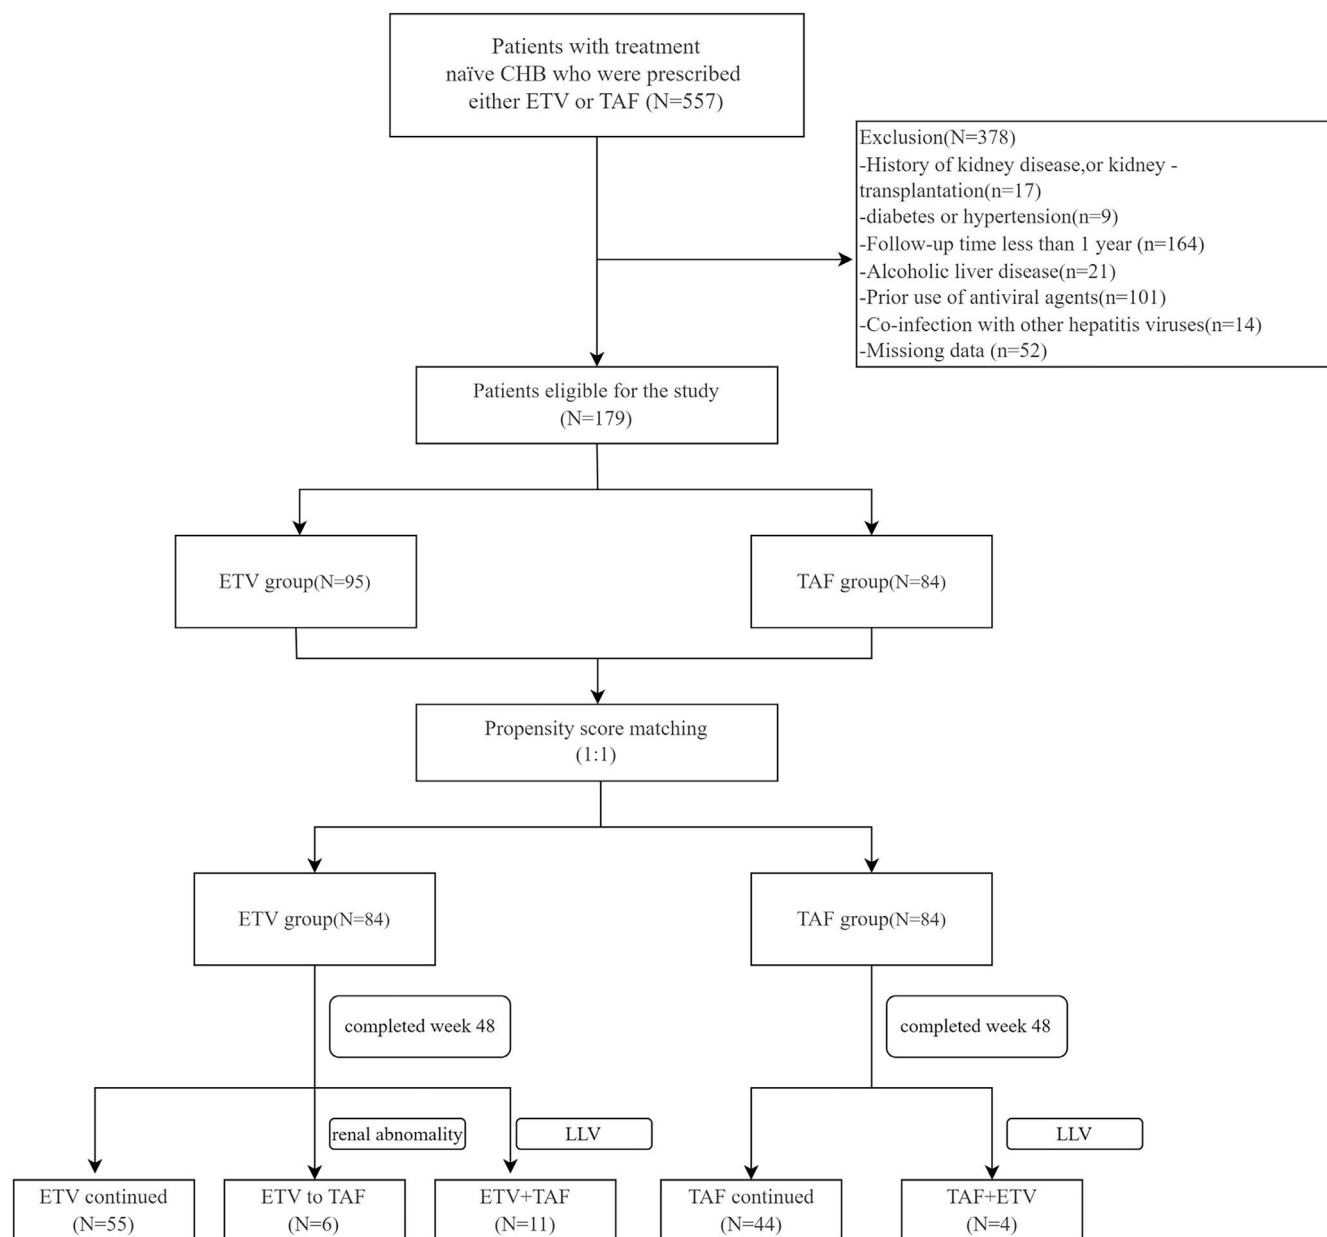 Patients with treatment
naïve CHB who were prescribed
either ETV or TAF (N=557)
Exclusion(N=378)
-History of kidney disease,or kidney -
transplantation(n=17)
-diabetes or hypertension(n=9)
-Follow-up time less than 1 year (n=164)
-Alcoholic liver disease(n=21)
-Prior use of antiviral agents(n=101)
-Co-infection with other hepatitis viruses(n=14)
-Missiong data (n=52)
Patients eligible for the study
(N=179)
ETV group(N=95)
TAF group(N=84)
Propensity score matching
(1:1)
ETV group(N=84)
TAF group(N=84)
completed week 48
completed week 48
renal abnomality
LLV
LLV
ETV continued
(N=55)
ETV to TAF
(N=6)
ETV+TAF
(N=11)
TAF continued
(N=44)
TAF+ETV
(N=4)